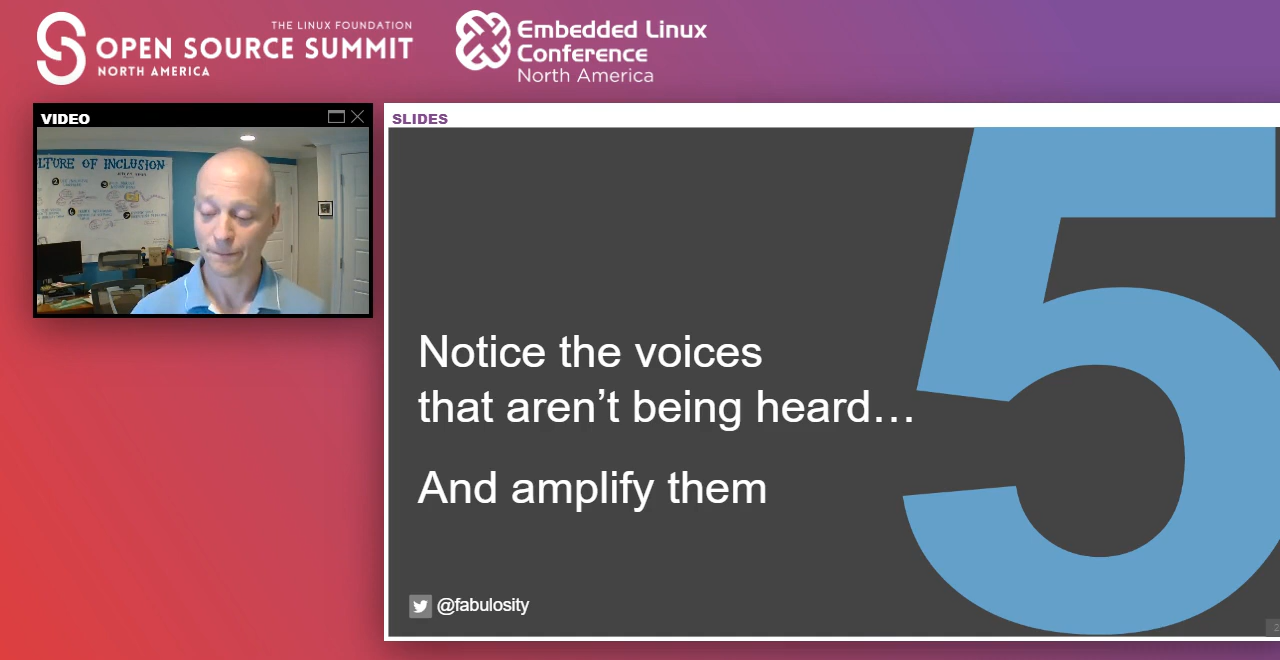 THE LINUX FOUNDATION
OPEN SOURCE SUMMIT
NORTH AMERICA
Embedded Linux
Conference
North America
VIDEO
LTURE OF INCLUSION
SLIDES
5
Notice the voices
that aren’t being heard…
And amplify them
@fabulosity
2